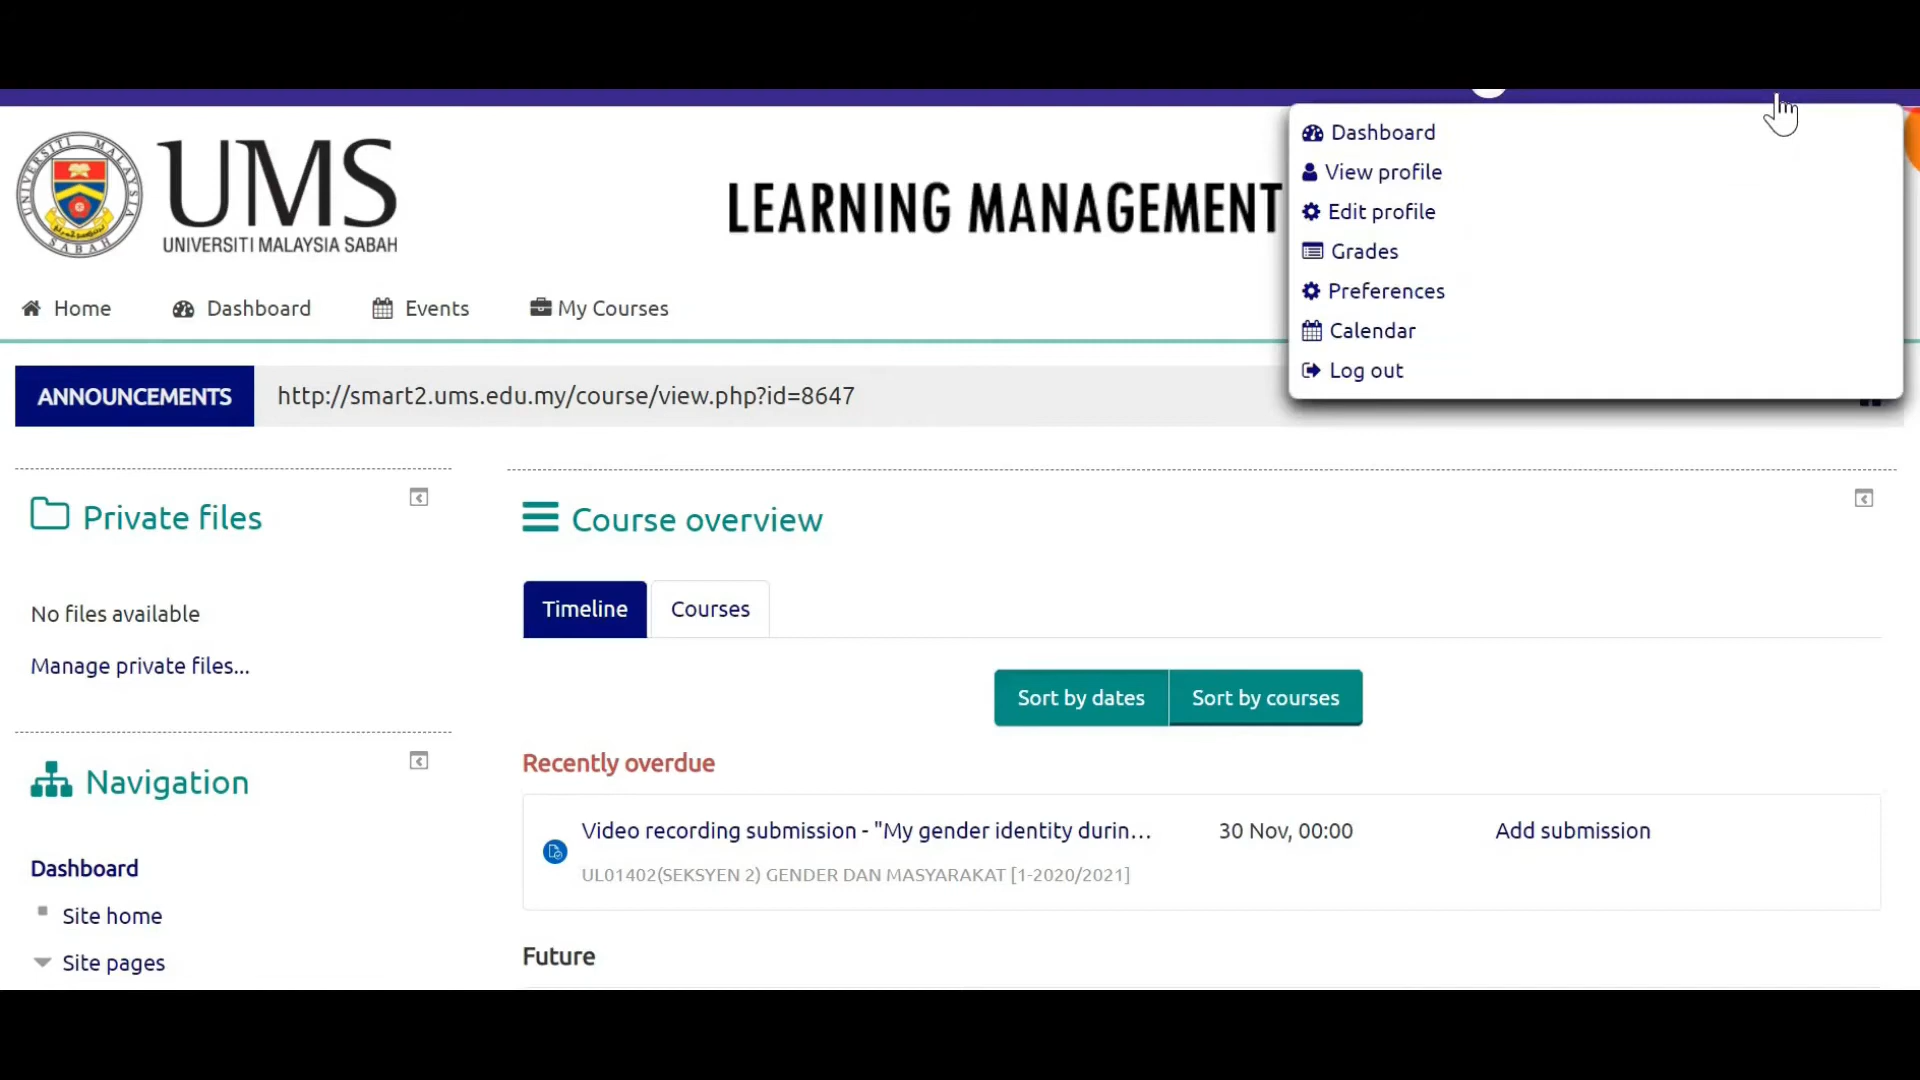 UNIVERSITI MALAYSIA
SABAH
UMS
UNIVERSITI MALAYSIA SABAH
LEARNING MANAGEMENT
Dashboard
View profile
Edit profile
Grades
Preferences
Calendar
Log out
Home
Dashboard
Events
My Courses
ANNOUNCEMENTS
http://smart2.ums.edu.my/course/view.php?id=8647
Private files
No files available
Manage private files...
Navigation
Dashboard
Site home
Site pages
Course overview
Timeline
Courses
Sort by dates
Sort by courses
Recently overdue
Video recording submission - "My gender identity durin...
30 Nov, 00:00
Add submission
UL01402(SEKSYEN 2) GENDER DAN MASYARAKAT [1-2020/2021]
Future